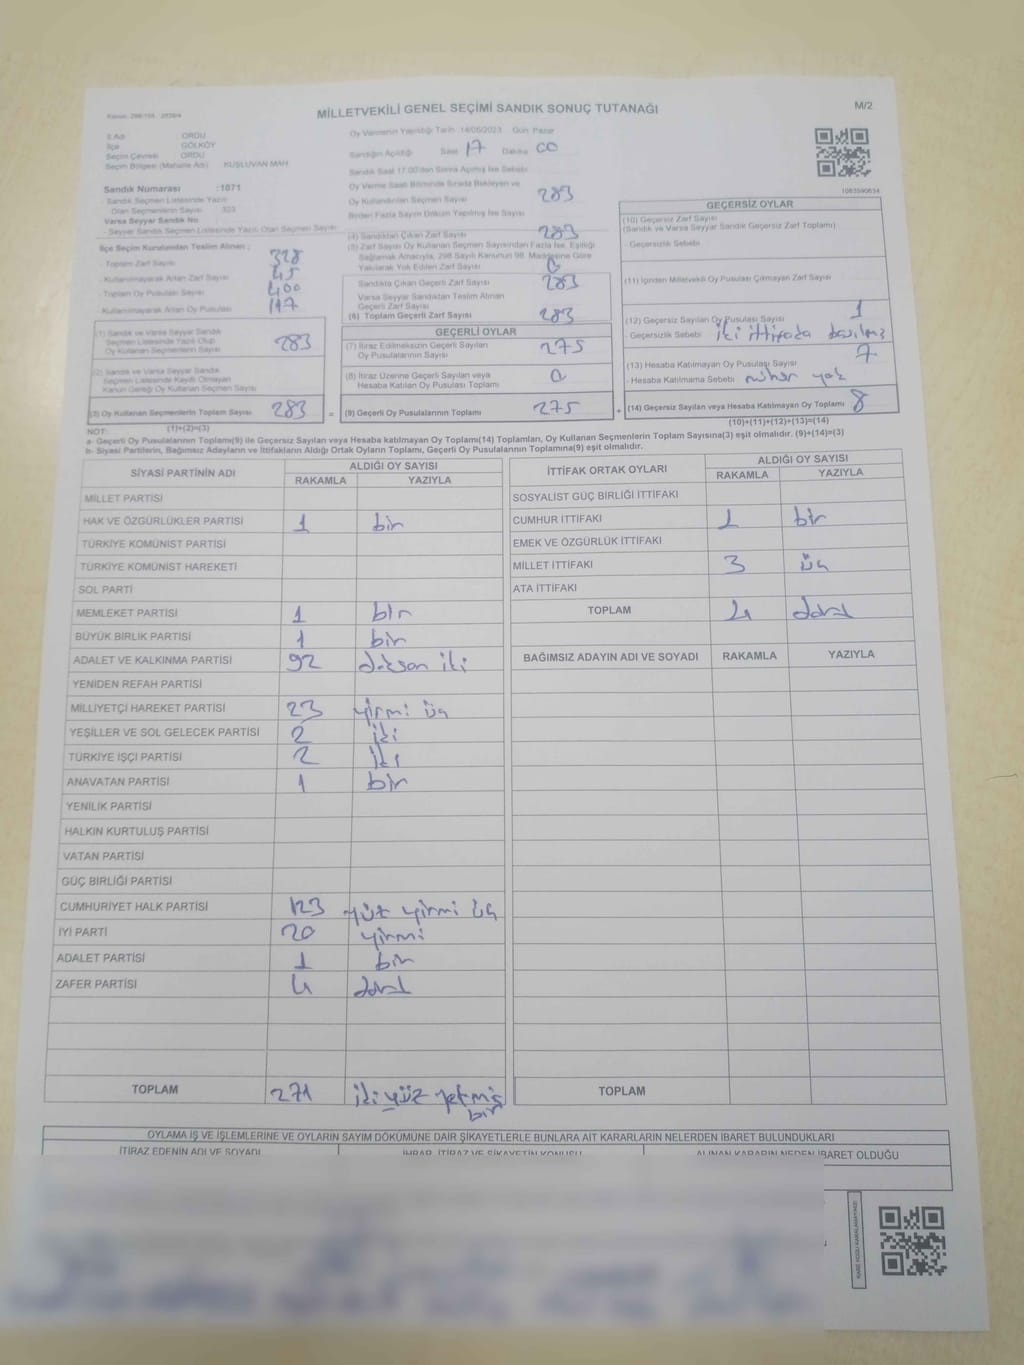 MİLLETVEKİLİ GENEL SEÇİMİ SANDIK SONUÇ TUTANAĞI
M/2
İl Adı ORDU
İlçe GÖLKÖY
Seçim Çevresi ORDU
Seçim Bölgesi (Mahalle Adı) KUŞLUVAN MAH.
Sandık Numarası :1071
- Sandık Seçmen Listesinde Yazılı
Olan Seçmenlerin Sayısı 323
Varsa Seyyar Sandık No
- Seyyar Sandık Seçmen Listesinde Yazılı Olan Seçmen Sayısı
İlçe Seçim Kurulundan Teslim Alınan ;
- Toplam Zarf Sayısı 328
- Kullanılmayarak Artan Zarf Sayısı 45
- Toplam Oy Pusulası Sayısı 400
- Kullanılmayarak Artan Oy Pusulası 117
(1) Sandık ve Varsa Seyyar Sandık
Seçmen Listesinde Yazılı Olup
Oy Kullananların Sayısı 283
(2) Sandık ve Varsa Seyyar Sandık
Seçmen Listesinde Kayıtlı Olmayan
Kanun Gereği Oy Kullanan Seçmen Sayısı
(3) Oy Kullanan Seçmenlerin Toplam Sayısı 283 =
Oy Vermenin Yapıldığı Tarih :14/05/2023 Gün Pazar
Sandığın Açıldığı Saat 17 Dakika 00
Sandık Saat 17:00'den Sonra Açılmış İse Sebebi
Oy Verme Saati Bitiminde Sırada Bekleyen ve
Oy Kullandırılan Seçmen Sayısı 283
Birden Fazla Sayım Döküm Yapılmış İse Sayısı
(4) Sandıktan Çıkan Zarf Sayısı 283
(5) Zarf Sayısı Oy Kullanan Seçmen Sayısından Fazla İse, Eşitliği
Sağlamak Amacıyla, 298 Sayılı Kanunun 98. Maddesine Göre
Yakılarak Yok Edilen Zarf Sayısı 0
Sandıkta Çıkan Geçerli Zarf Sayısı 283
Varsa Seyyar Sandıktan Teslim Alınan
Geçerli Zarf Sayısı
(6) Toplam Geçerli Zarf Sayısı 283
GEÇERLİ OYLAR
(7) İtiraz Edilmeksizin Geçerli Sayılan
Oy Pusulalarının Sayısı 275
(8) İtiraz Üzerine Geçerli Sayılan veya
Hesaba Katılan Oy Pusulası Toplamı 0
(9) Geçerli Oy Pusulalarının Toplamı 275 +
1083590634
GEÇERSİZ OYLAR
(10) Geçersiz Zarf Sayısı
(Sandık ve Varsa Seyyar Sandık Geçersiz Zarf Toplamı)
- Geçersizlik Sebebi
(11) İçinden Milletvekili Oy Pusulası Çıkmayan Zarf Sayısı
(12) Geçersiz Sayılan Oy Pusulası Sayısı 1
- Geçersizlik Sebebi İki ittifada basılmış
(13) Hesaba Katılmayan Oy Pusulası Sayısı 7
- Hesaba Katılmama Sebebi mühür yok
(14) Geçersiz Sayılan veya Hesaba Katılmayan Oy Toplamı 8
(1)+(2)=(3)
(10)+(11)+(12)+(13)=(14)
NOT:
a- Geçerli Oy Pusulalarının Toplamı(9) ile Geçersiz Sayılan veya Hesaba katılmayan Oy Toplamı(14) Toplamları, Oy Kullanan Seçmenlerin Toplam Sayısına(3) eşit olmalıdır. (9)+(14)=(3)
b- Siyasi Partilerin, Bağımsız Adayların ve İttifakların Aldığı Ortak Oyların Toplamı, Geçerli Oy Pusulalarının Toplamına(9) eşit olmalıdır.
SİYASİ PARTİNİN ADI ALDIĞI OY SAYISI
RAKAMLA YAZIYLA
MİLLET PARTİSİ
HAK VE ÖZGÜRLÜKLER PARTİSİ 1 bir
TÜRKİYE KOMÜNİST PARTİSİ
TÜRKİYE KOMÜNİST HAREKETİ
SOL PARTİ
MEMLEKET PARTİSİ 1 bir
BÜYÜK BİRLİK PARTİSİ 1 bir
ADALET VE KALKINMA PARTİSİ 92 doksan iki
YENİDEN REFAH PARTİSİ
MİLLİYETÇİ HAREKET PARTİSİ 23 yirmi üç
YEŞİLLER VE SOL GELECEK PARTİSİ 2 iki
TÜRKİYE İŞÇİ PARTİSİ 2 iki
ANAVATAN PARTİSİ 1 bir
YENİLİK PARTİSİ
HALKIN KURTULUŞ PARTİSİ
VATAN PARTİSİ
GÜÇ BİRLİĞİ PARTİSİ
CUMHURİYET HALK PARTİSİ 123 yüz yirmi üç
İYİ PARTİ 20 yirmi
ADALET PARTİSİ 1 bir
ZAFER PARTİSİ 4 dört
TOPLAM 271 iki yüz yetmiş
bir
İTTİFAK ORTAK OYLARI ALDIĞI OY SAYISI
RAKAMLA YAZIYLA
SOSYALİST GÜÇ BİRLİĞİ İTTİFAKI
CUMHUR İTTİFAKI 1 bir
EMEK VE ÖZGÜRLÜK İTTİFAKI
MİLLET İTTİFAKI 3 üç
ATA İTTİFAKI
TOPLAM 4 dört
BAĞIMSIZ ADAYIN ADI VE SOYADI RAKAMLA YAZIYLA
TOPLAM
OYLAMA İŞ VE İŞLEMLERİNE VE OYLARIN SAYIM DÖKÜMÜNE DAİR ŞİKAYETLERLE BUNLARA AİT KARARLARIN NELERDEN İBARET BULUNDUKLARI
İTİRAZ EDENİN ADI VE SOYADI İHBAR, İTİRAZ VE ŞİKAYETİN KONUSU ALINAN KARARIN NEDEN İBARET OLDUĞU
KARE KODU KARALAMAYINIZ!